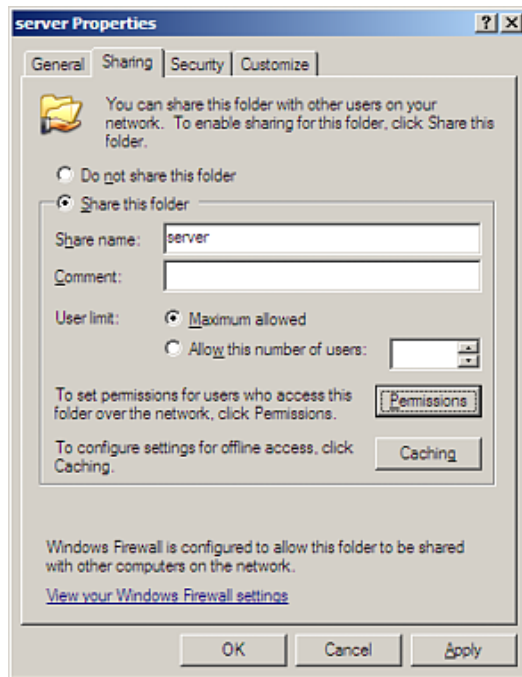 server Properties
General Sharing Security Customize
You can share this folder with other users on your
network. To enable sharing for this folder, click Share this
folder.
Do not share this folder
Share this folder
Share name: server
Comment:
User limit: Maximum allowed
Allow this number of users:
To set permissions for users who access this
folder over the network, click Permissions.
Permissions
To configure settings for offline access, click
Caching.
Caching
Windows Firewall is configured to allow this folder to be shared
with other computers on the network.
View your Windows Firewall settings
OK Cancel Apply